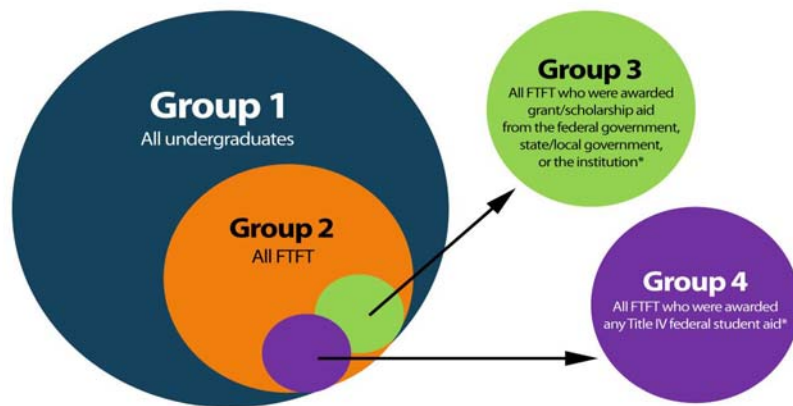 Group 1
All undergraduates
Group 2
All FTFT
Group 3
All FTFT who were awarded
grant/scholarship aid
from the federal government,
state/local government,
or the institution*
Group 4
All FTFT who were awarded
any Title IV federal student aid*